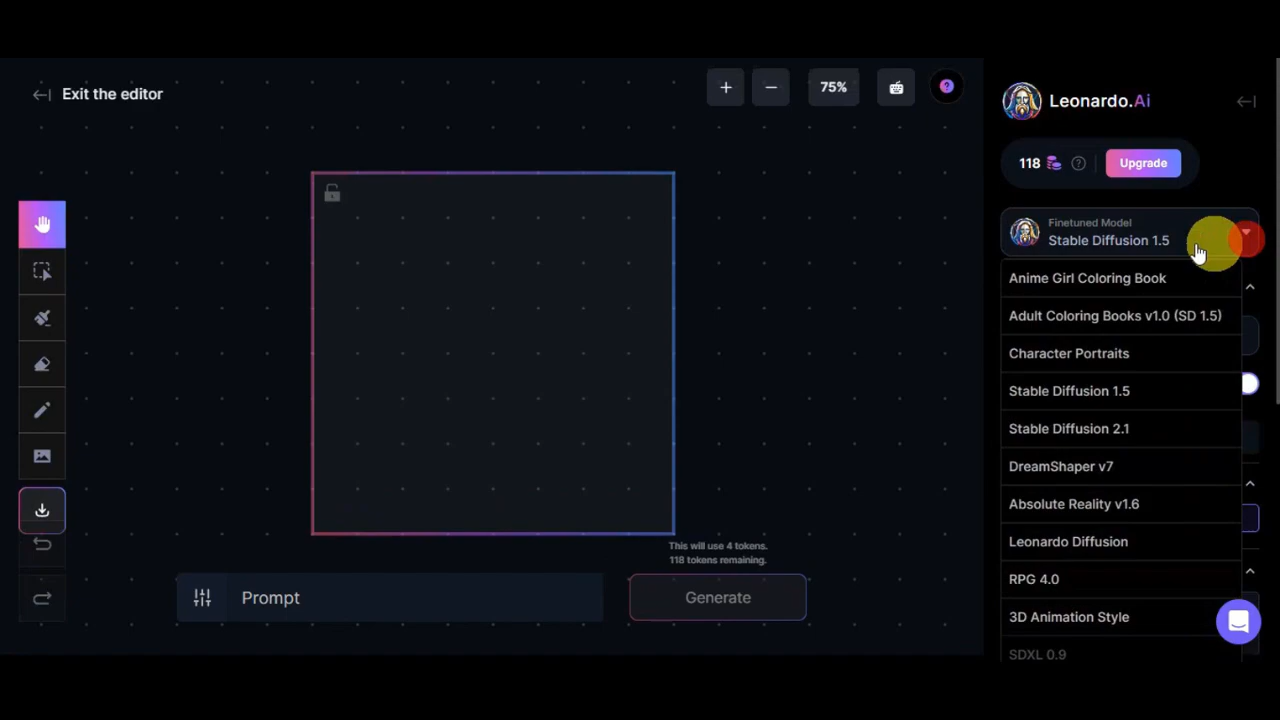 Exit the editor
75%
?
Leonardo.Ai
118
?
Upgrade
Finetuned Model
Stable Diffusion 1.5
Anime Girl Coloring Book
Adult Coloring Books v1.0 (SD 1.5)
Character Portraits
Stable Diffusion 1.5
Stable Diffusion 2.1
DreamShaper v7
Absolute Reality v1.6
Leonardo Diffusion
RPG 4.0
3D Animation Style
SDXL 0.9
This will use 4 tokens.
118 tokens remaining.
Prompt
Generate